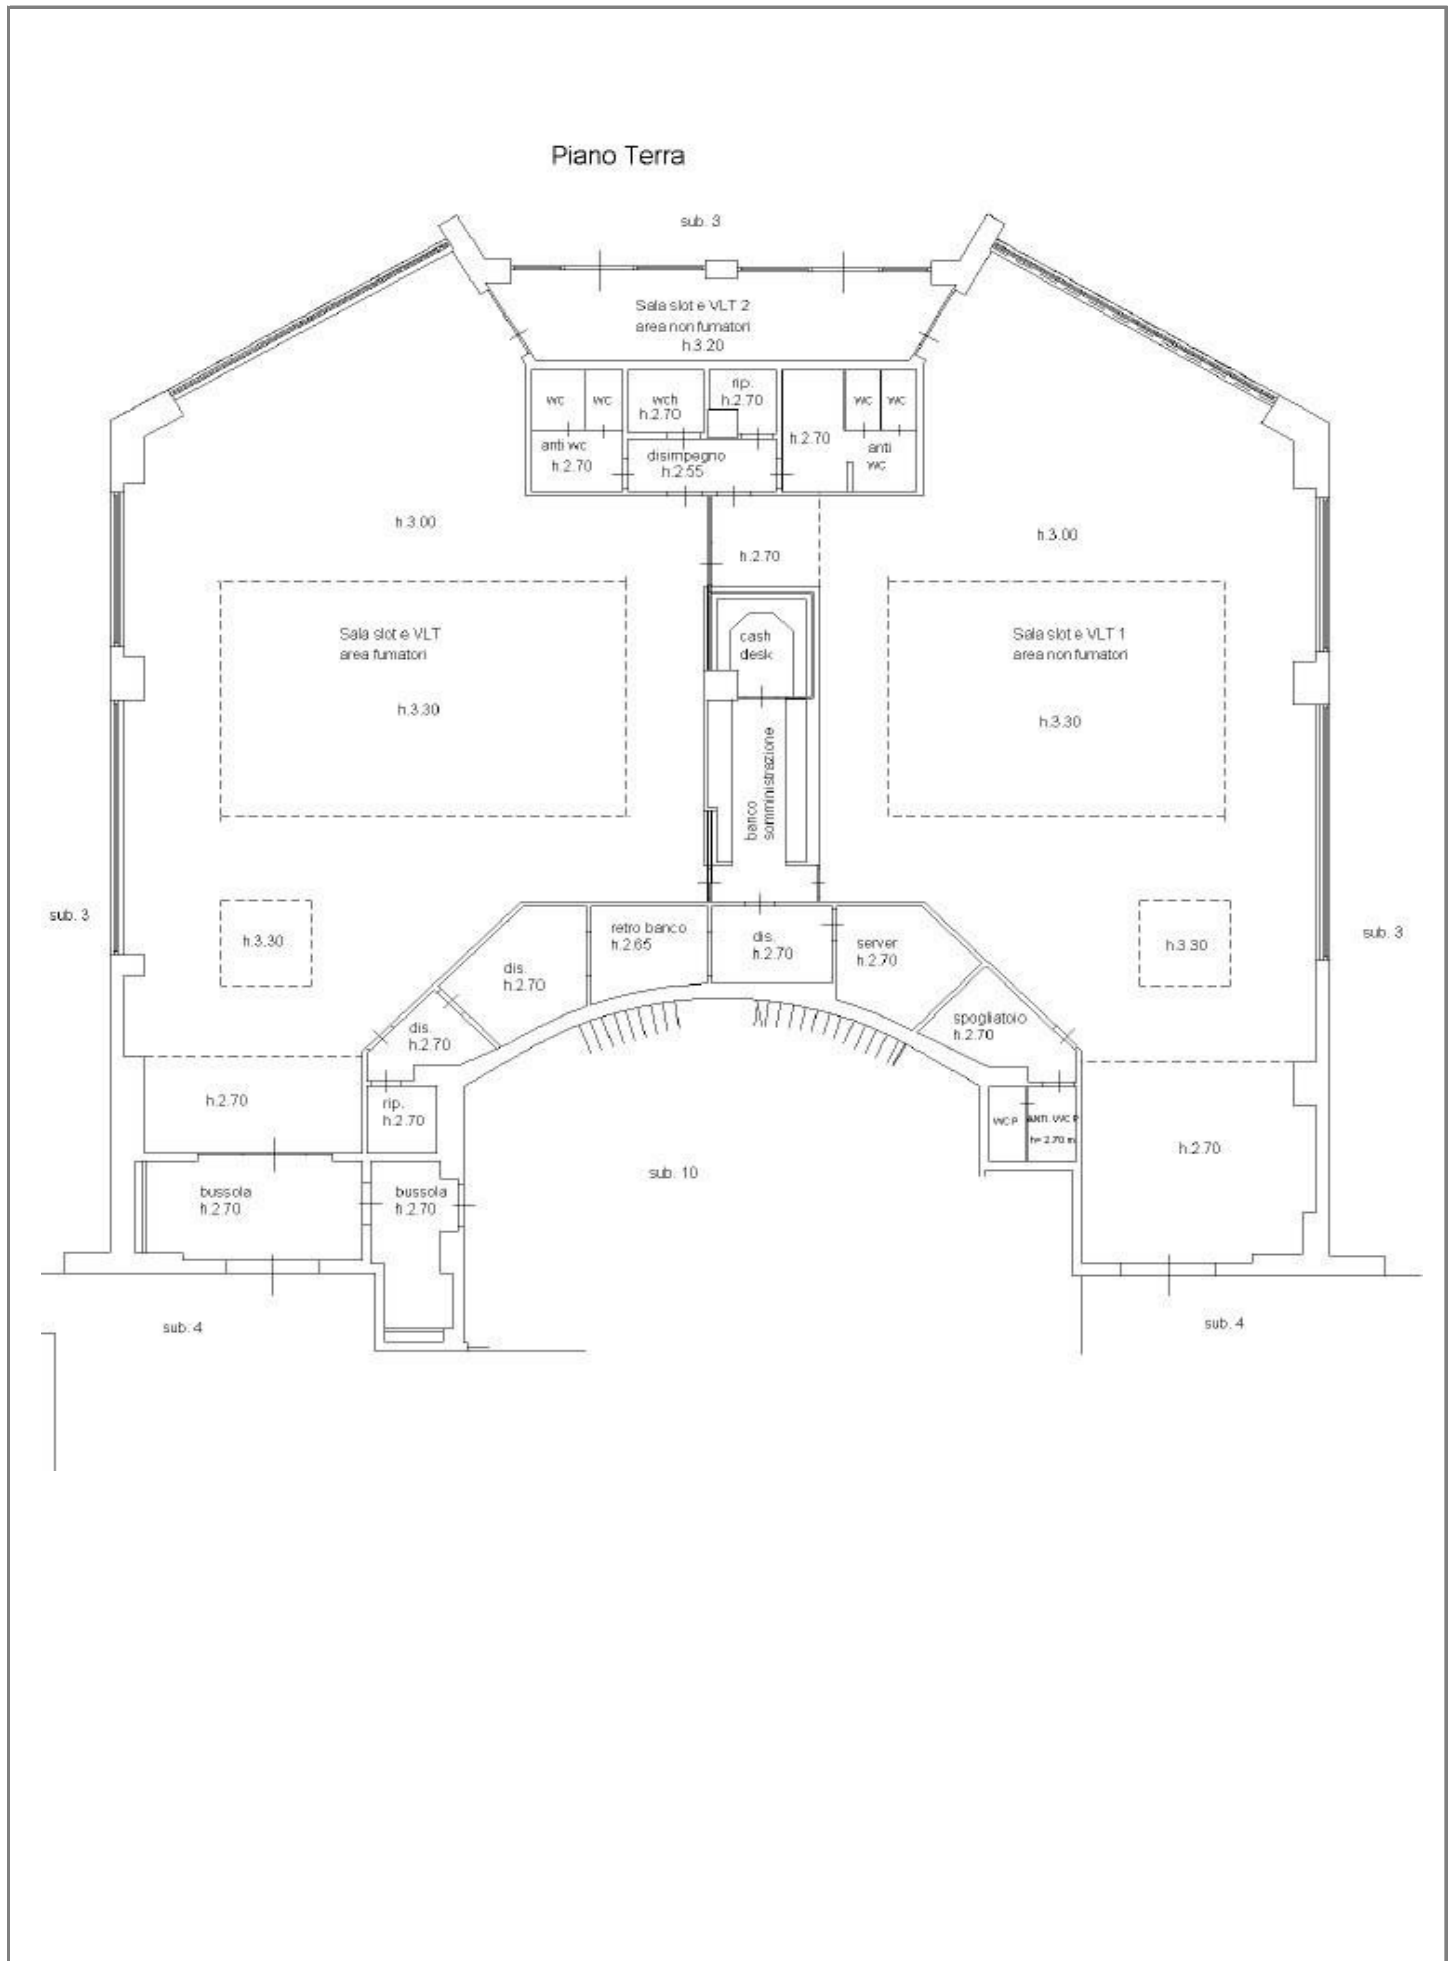 Piano Terra
sub. 3
Sala slot e VLT 2
area non fumatori
h.3.20
wc
wc
wch
h.2.70
rip.
h.2.70
wc
wc
anti wc
h.2.70
disimpegno
h.2.55
h.2.70
anti
wc
h.3.00
h.2.70
h.3.00
Sala slot e VLT
area fumatori
h.3.30
cash
desk
Sala slot e VLT 1
area non fumatori
h.3.30
banco
somministrazione
sub. 3
h.3.30
dis.
h.2.70
retro banco
h.2.65
dis.
h.2.70
server
h.2.70
h.3.30
sub. 3
dis.
h.2.70
spogliatoio
h.2.70
h.2.70
rip.
h.2.70
WC P
ANTI. WC P
h= 2.70 m
h.2.70
bussola
h.2.70
bussola
h.2.70
sub. 10
sub. 4
sub. 4